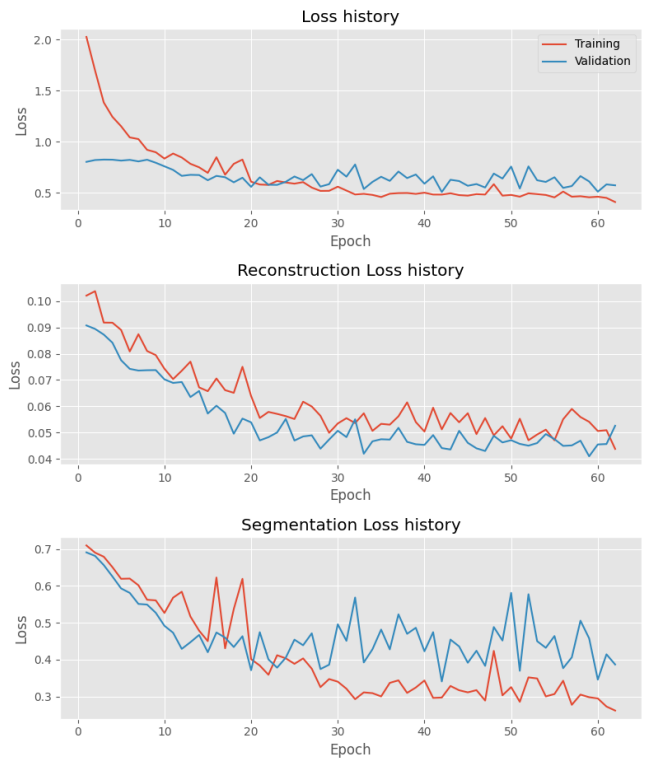 Loss history
2.0
1.5
1.0
0.5
Loss
Training
Validation
0 10 20 30 40 50 60
Epoch
Reconstruction Loss history
0.10
0.09
0.08
0.07
0.06
0.05
0.04
Loss
0 10 20 30 40 50 60
Epoch
Segmentation Loss history
0.7
0.6
0.5
0.4
0.3
Loss
0 10 20 30 40 50 60
Epoch